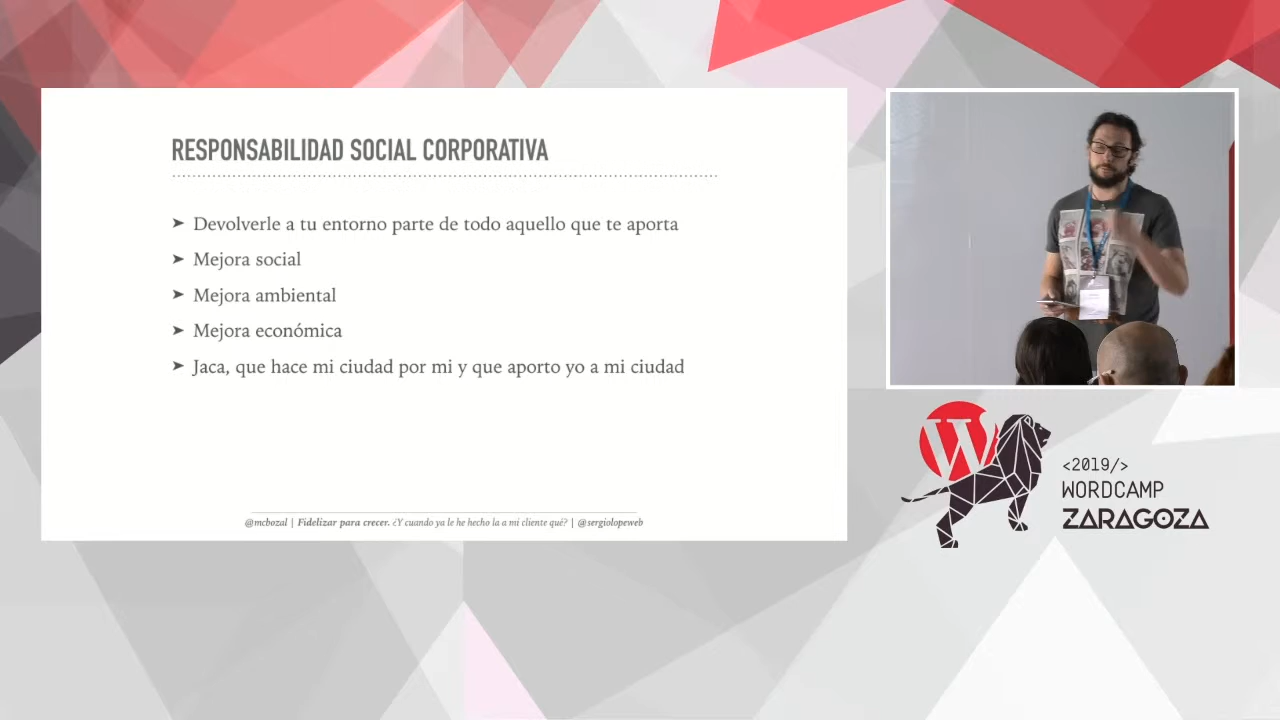 RESPONSABILIDAD SOCIAL CORPORATIVA
➤ Devolverle a tu entorno parte de todo aquello que te aporta
➤ Mejora social
➤ Mejora ambiental
➤ Mejora económica
➤ Jaca, que hace mi ciudad por mi y que aporto yo a mi ciudad
@mcbozal | Fidelizar para crecer. ¿Y cuando ya le he hecho la a mi cliente qué? | @sergiolopeweb
W
<2019/>
WORDCAMP
ZARAGOZA